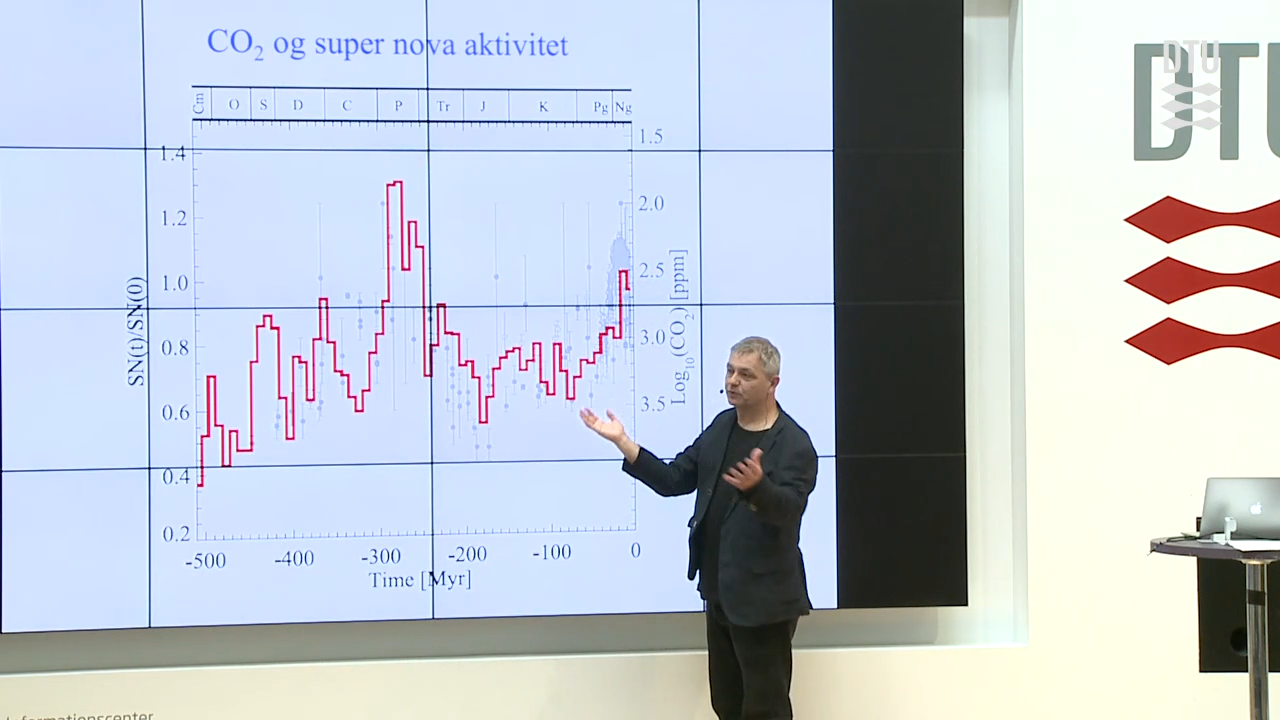 CO₂ og super nova aktivitet
Cm O S D C P Tr J K Pg Ng
1.4
1.2
1.0
0.8
0.6
0.4
0.2
SN(t)/SN(0)
1.5
2.0
2.5
3.0
3.5
Log₁₀(CO₂) [ppm]
-500 -400 -300 -200 -100 0
Time [Myr]
DTU
DTU
informationscenter